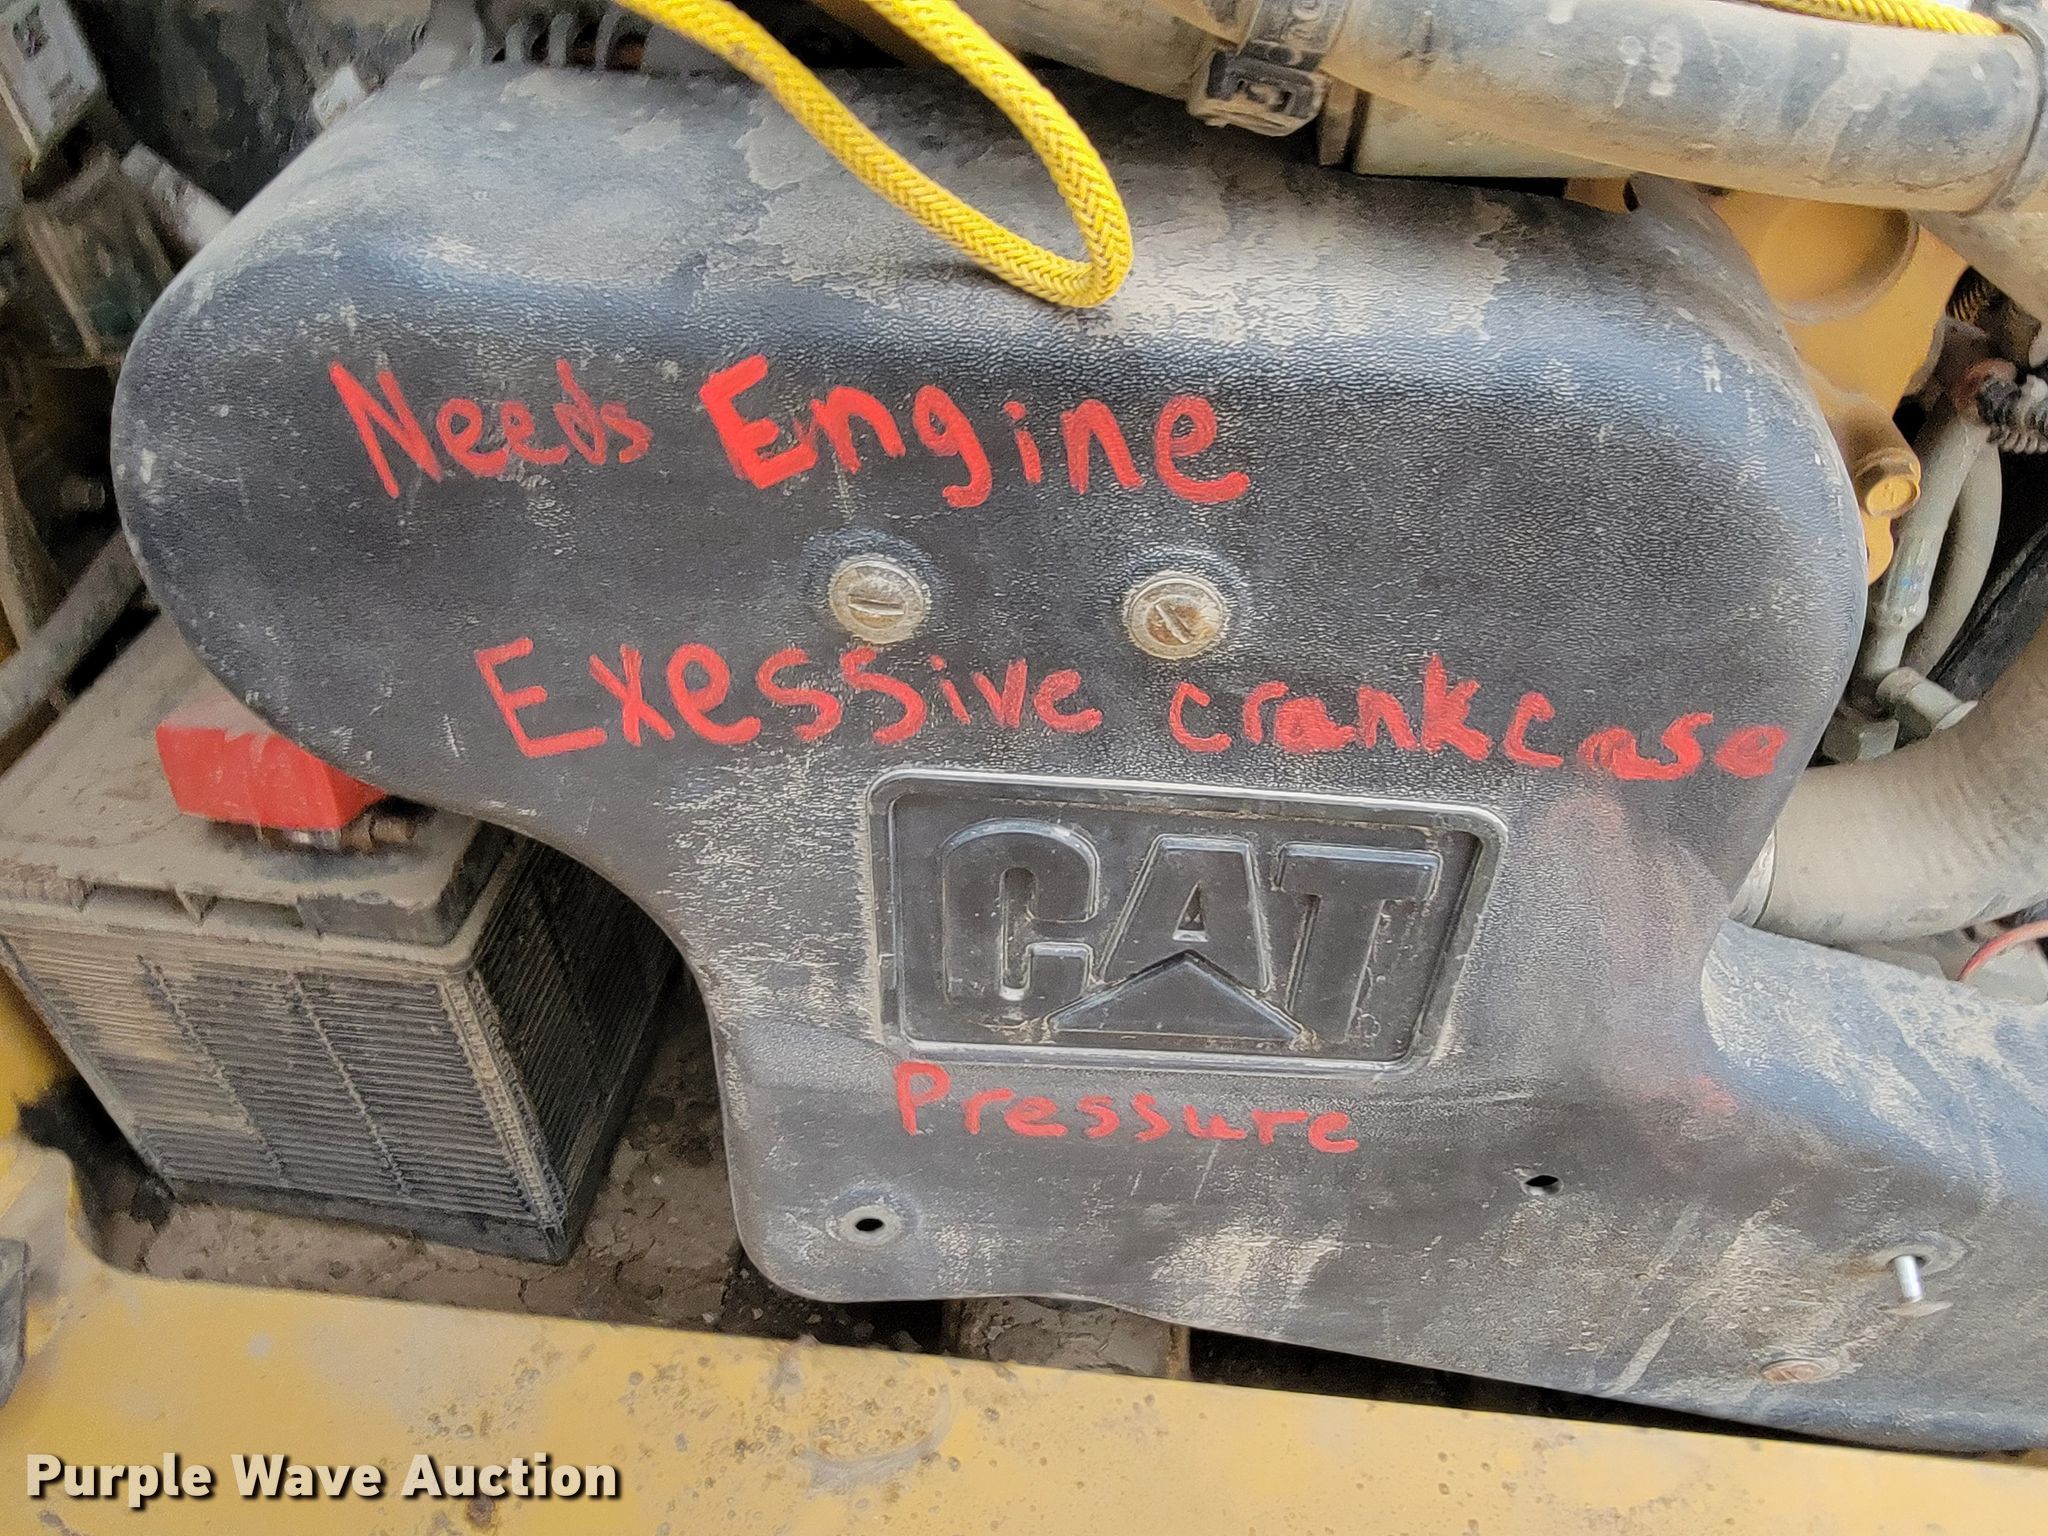 Needs Engine
Exessive crankcase
CAT
Pressure
Purple Wave Auction